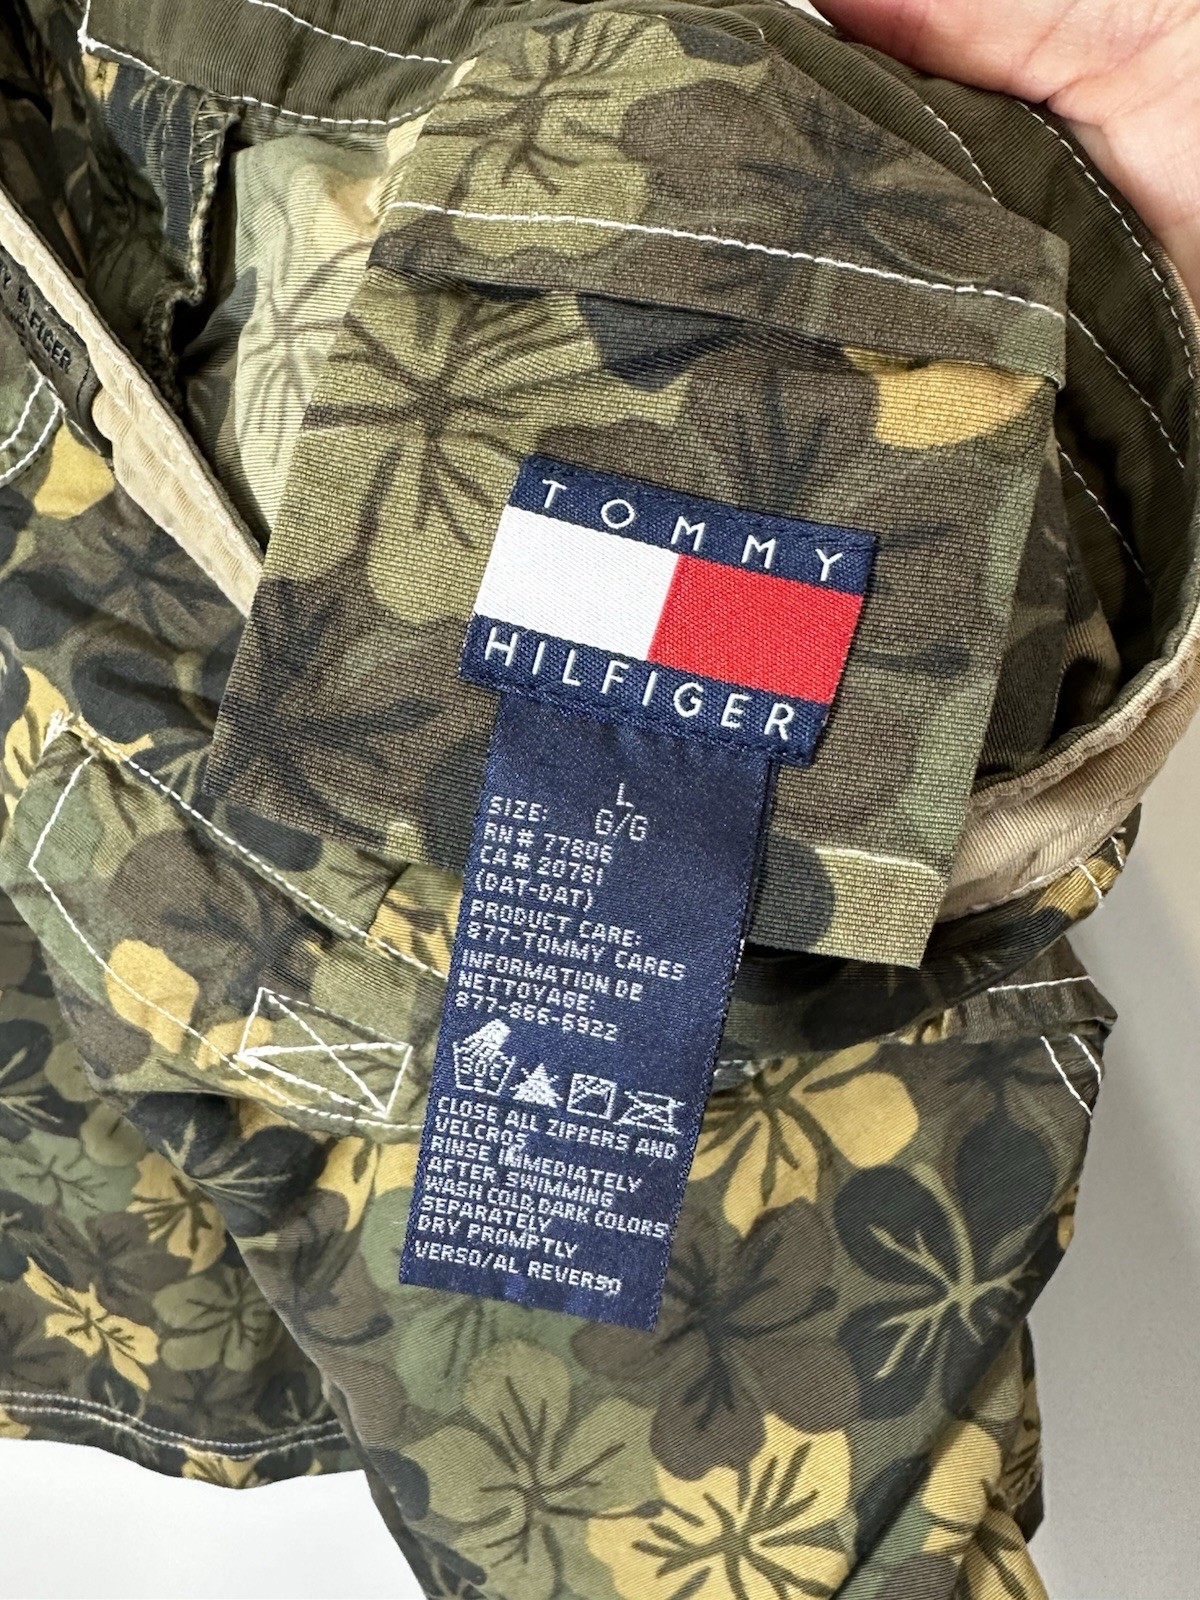 TOMMY
HILFIGER
L
SIZE: G/G
RN# 77806
CA# 20781
(DAT-DAT)
PRODUCT CARE:
877-TOMMY CARES
INFORMATION DE
NETTOYAGE:
877-866-6922
30C
CLOSE ALL ZIPPERS AND
VELCROS
RINSE IMMEDIATELY
AFTER SWIMMING
WASH COLD,DARK COLORS
SEPARATELY
DRY PROMPTLY
VERSO/AL REVERSO